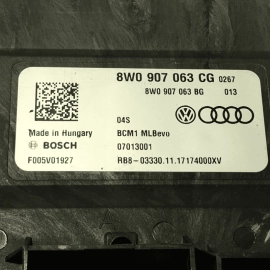 8W0 907 063 CG 0267
8W0 907 063 BG 013
04S
Made in Hungary BCM1 MLBevo
BOSCH 07013001
F005V01927 RB8-03330.11.17174000XV